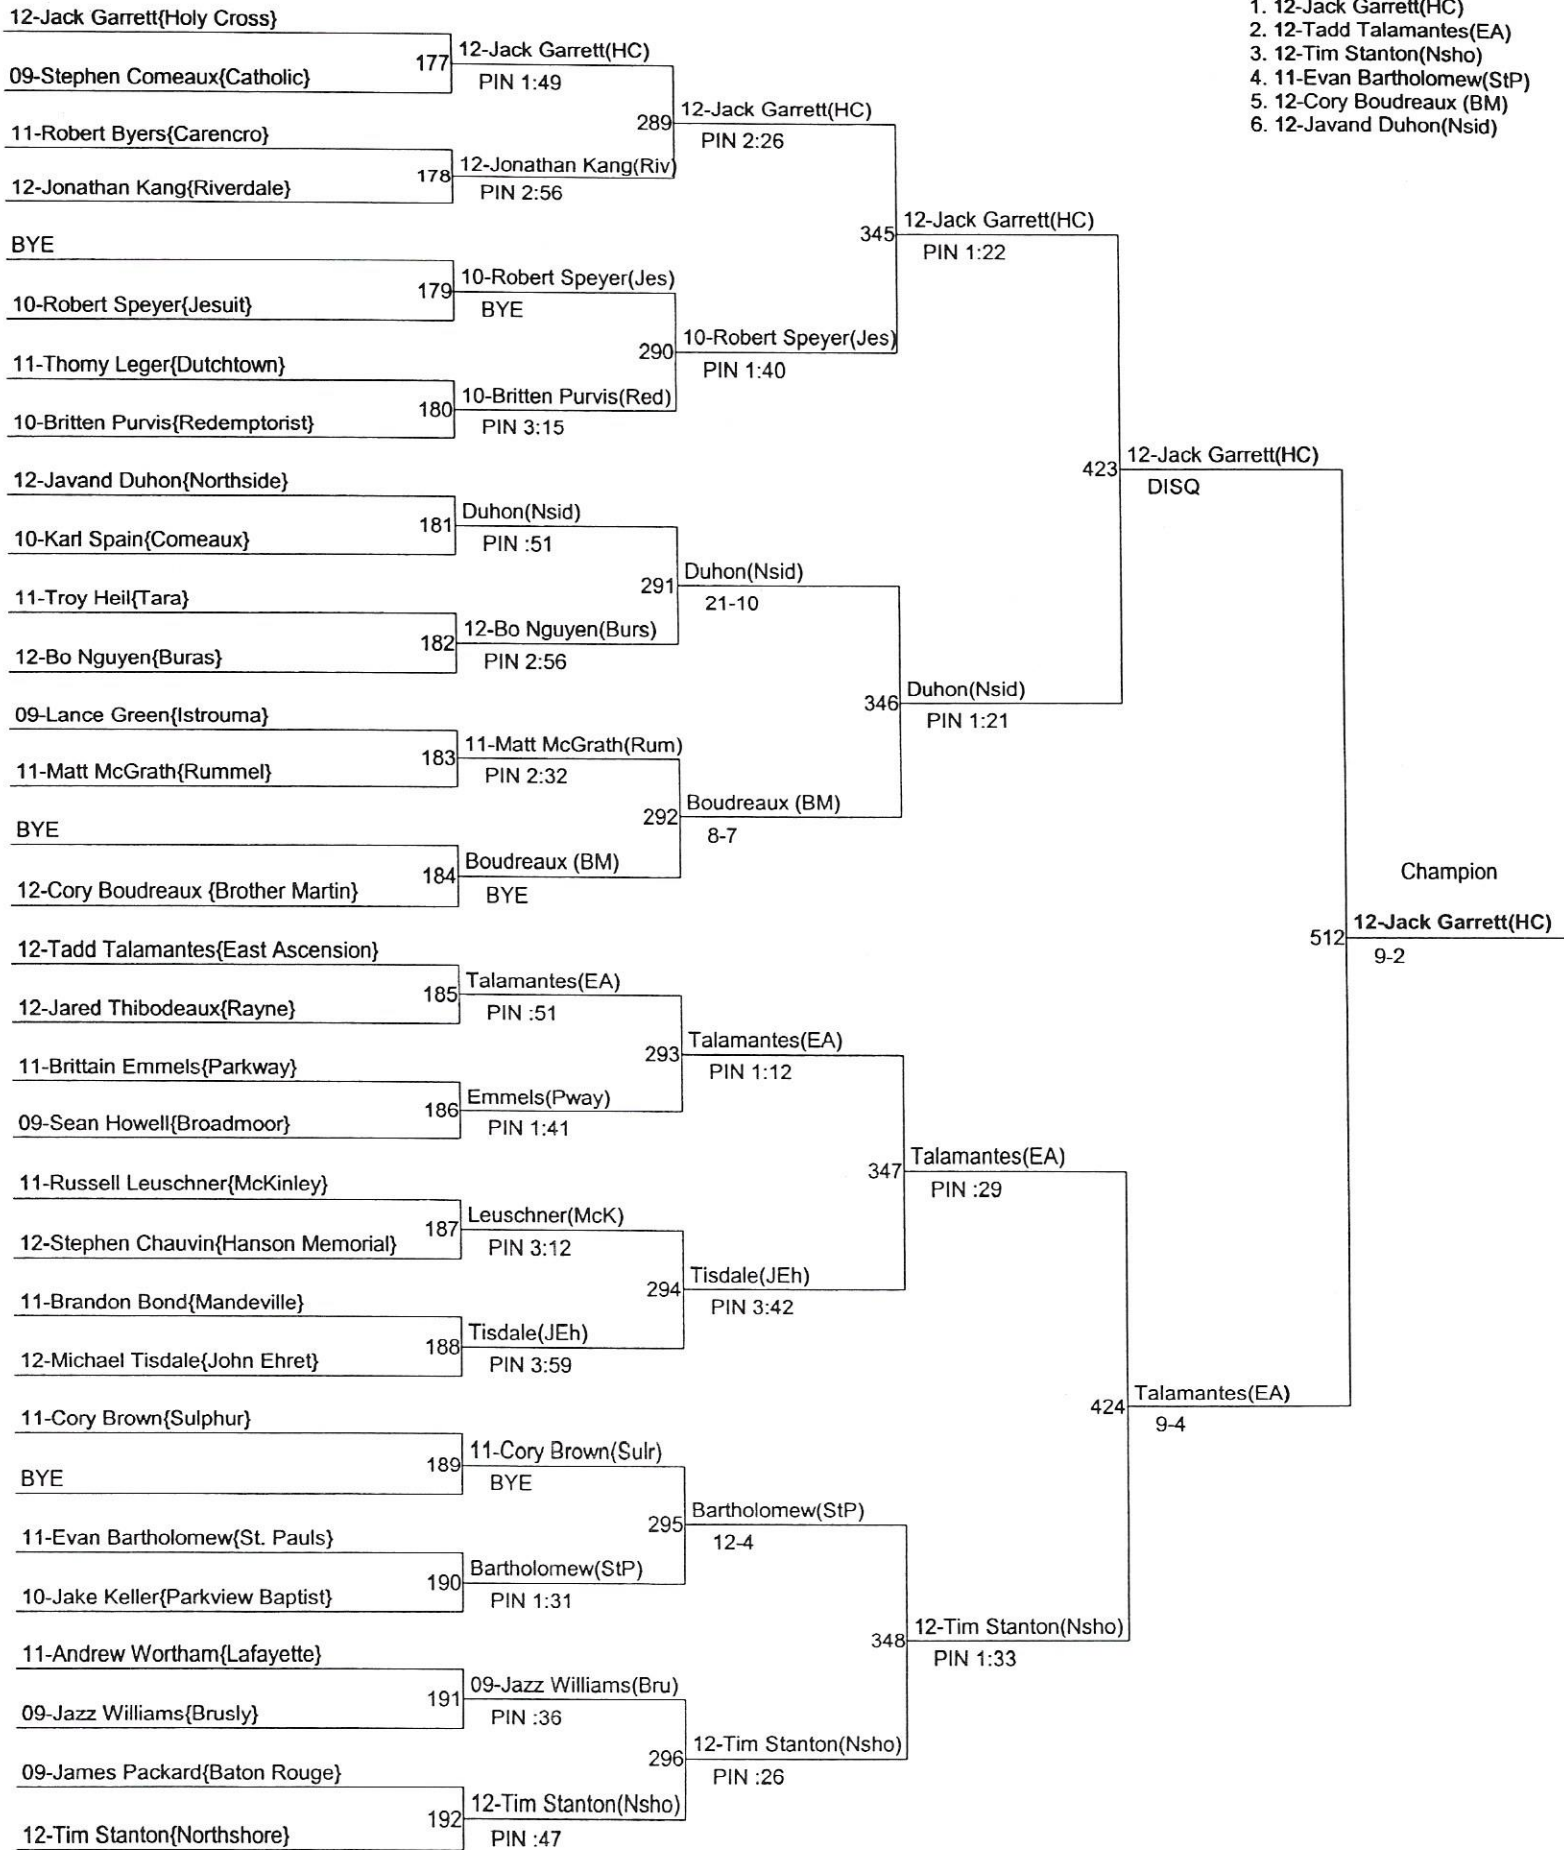 12-Jack Garrett{Holy Cross}
09-Stephen Comeaux{Catholic}
11-Robert Byers{Carencro}
12-Jonathan Kang{Riverdale}
BYE
10-Robert Speyer{Jesuit}
11-Thomy Leger{Dutchtown}
10-Britten Purvis{Redemptorist}
12-Javand Duhon{Northside}
10-Karl Spain{Comeaux}
11-Troy Heil{Tara}
12-Bo Nguyen{Buras}
09-Lance Green{Istrouma}
11-Matt McGrath{Rummel}
BYE
12-Cory Boudreaux {Brother Martin}
12-Tadd Talamantes{East Ascension}
12-Jared Thibodeaux{Rayne}
11-Brittain Emmels{Parkway}
09-Sean Howell{Broadmoor}
11-Russell Leuschner{McKinley}
12-Stephen Chauvin{Hanson Memorial}
11-Brandon Bond{Mandeville}
12-Michael Tisdale{John Ehret}
11-Cory Brown{Sulphur}
BYE
11-Evan Bartholomew{St. Pauls}
10-Jake Keller{Parkview Baptist}
11-Andrew Wortham{Lafayette}
09-Jazz Williams{Brusly}
09-James Packard{Baton Rouge}
12-Tim Stanton{Northshore}
177 12-Jack Garrett(HC)
PIN 1:49
178 12-Jonathan Kang(Riv)
PIN 2:56
179 10-Robert Speyer(Jes)
BYE
180 10-Britten Purvis(Red)
PIN 3:15
181 Duhon(Nsid)
PIN :51
182 12-Bo Nguyen(Burs)
PIN 2:56
183 11-Matt McGrath(Rum)
PIN 2:32
184 Boudreaux (BM)
BYE
185 Talamantes(EA)
PIN :51
186 Emmels(Pway)
PIN 1:41
187 Leuschner(McK)
PIN 3:12
188 Tisdale(JEh)
PIN 3:59
189 11-Cory Brown(Sulr)
BYE
190 Bartholomew(StP)
PIN 1:31
191 09-Jazz Williams(Bru)
PIN :36
192 12-Tim Stanton(Nsho)
PIN :47
289 12-Jack Garrett(HC)
PIN 2:26
290 10-Robert Speyer(Jes)
PIN 1:40
291 Duhon(Nsid)
21-10
292 Boudreaux (BM)
8-7
293 Talamantes(EA)
PIN 1:12
294 Tisdale(JEh)
PIN 3:42
295 Bartholomew(StP)
12-4
296 12-Tim Stanton(Nsho)
PIN :26
345 12-Jack Garrett(HC)
PIN 1:22
346 Duhon(Nsid)
PIN 1:21
347 Talamantes(EA)
PIN :29
348 12-Tim Stanton(Nsho)
PIN 1:33
423 12-Jack Garrett(HC)
DISQ
424 Talamantes(EA)
9-4
Champion
512 12-Jack Garrett(HC)
9-2
1. 12-Jack Garrett(HC)
2. 12-Tadd Talamantes(EA)
3. 12-Tim Stanton(Nsho)
4. 11-Evan Bartholomew(StP)
5. 12-Cory Boudreaux (BM)
6. 12-Javand Duhon(Nsid)